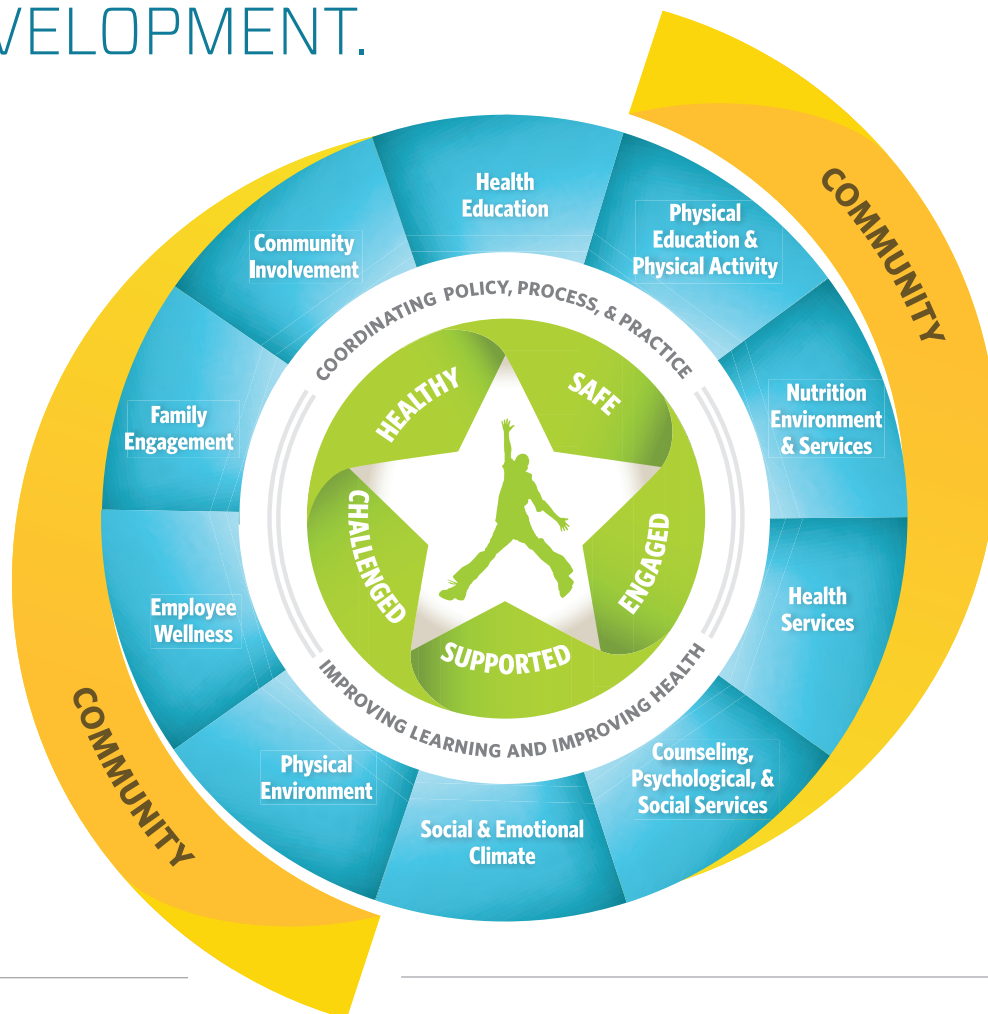 VELOPMENT.
COMMUNITY
Health
Education
Physical
Education &
Physical Activity
Nutrition
Environment
& Services
Health
Services
Counseling,
Psychological, &
Social Services
Social & Emotional
Climate
Physical
Environment
Employee
Wellness
Family
Engagement
Community
Involvement
COORDINATING POLICY, PROCESS, & PRACTICE
IMPROVING LEARNING AND IMPROVING HEALTH
HEALTHY
SAFE
ENGAGED
SUPPORTED
CHALLENGED
COMMUNITY